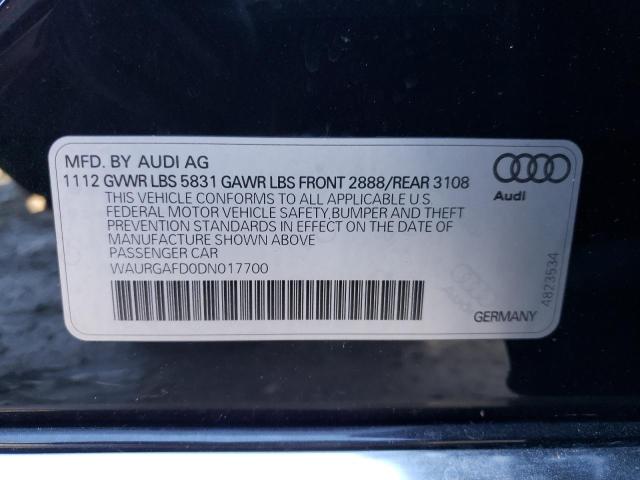 MFD. BY AUDI AG
1112 GVWR LBS 5831 GAWR LBS FRONT 2888/REAR 3108
THIS VEHICLE CONFORMS TO ALL APPLICABLE U S
FEDERAL MOTOR VEHICLE SAFETY, BUMPER AND THEFT
PREVENTION STANDARDS IN EFFECT ON THE DATE OF
MANUFACTURE SHOWN ABOVE
PASSENGER CAR
WAURGAFD0DN017700
Audi
4823534
GERMANY